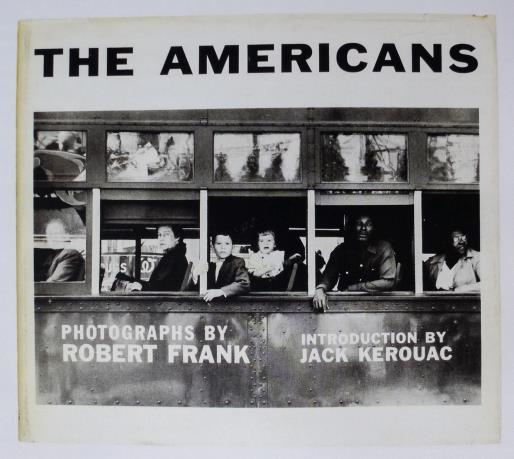 THE AMERICANS
PHOTOGRAPHS BY
ROBERT FRANK
INTRODUCTION BY
JACK KEROUAC